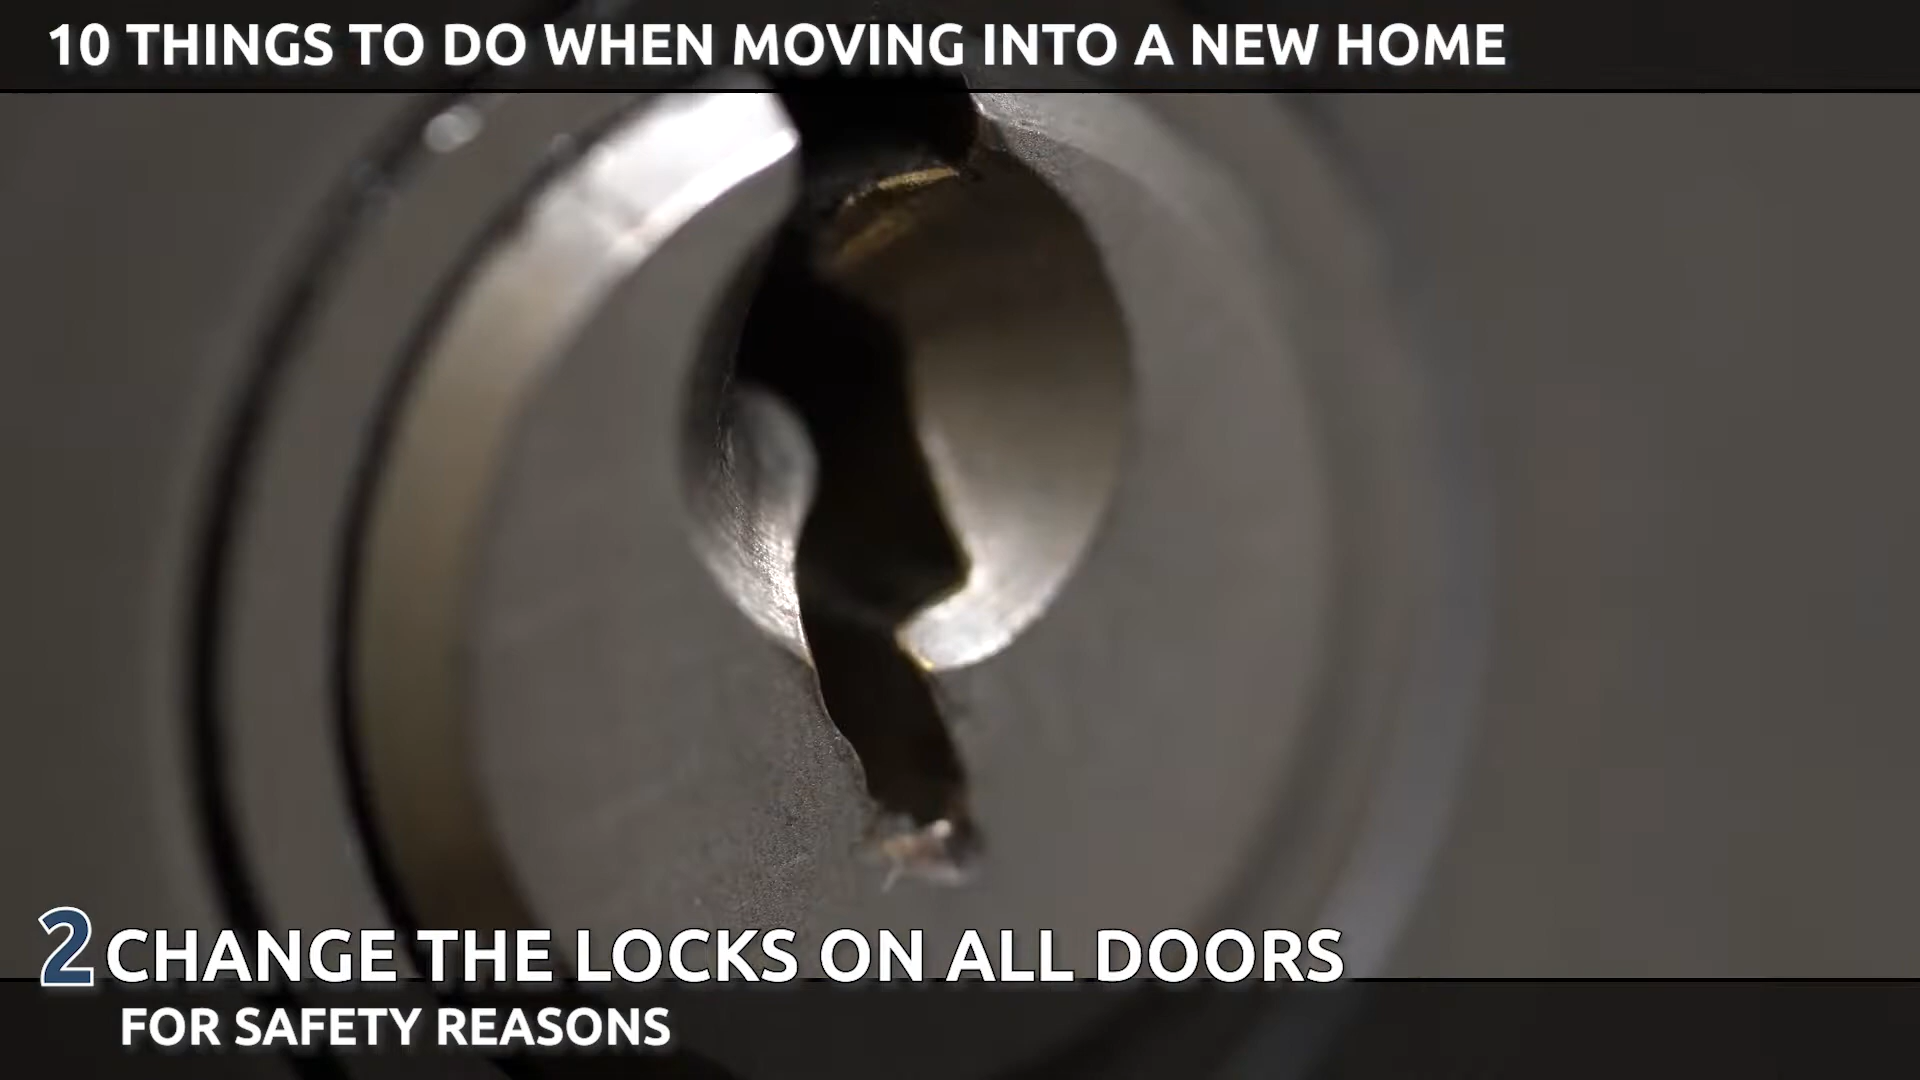 10 THINGS TO DO WHEN MOVING INTO A NEW HOME
2 CHANGE THE LOCKS ON ALL DOORS
FOR SAFETY REASONS